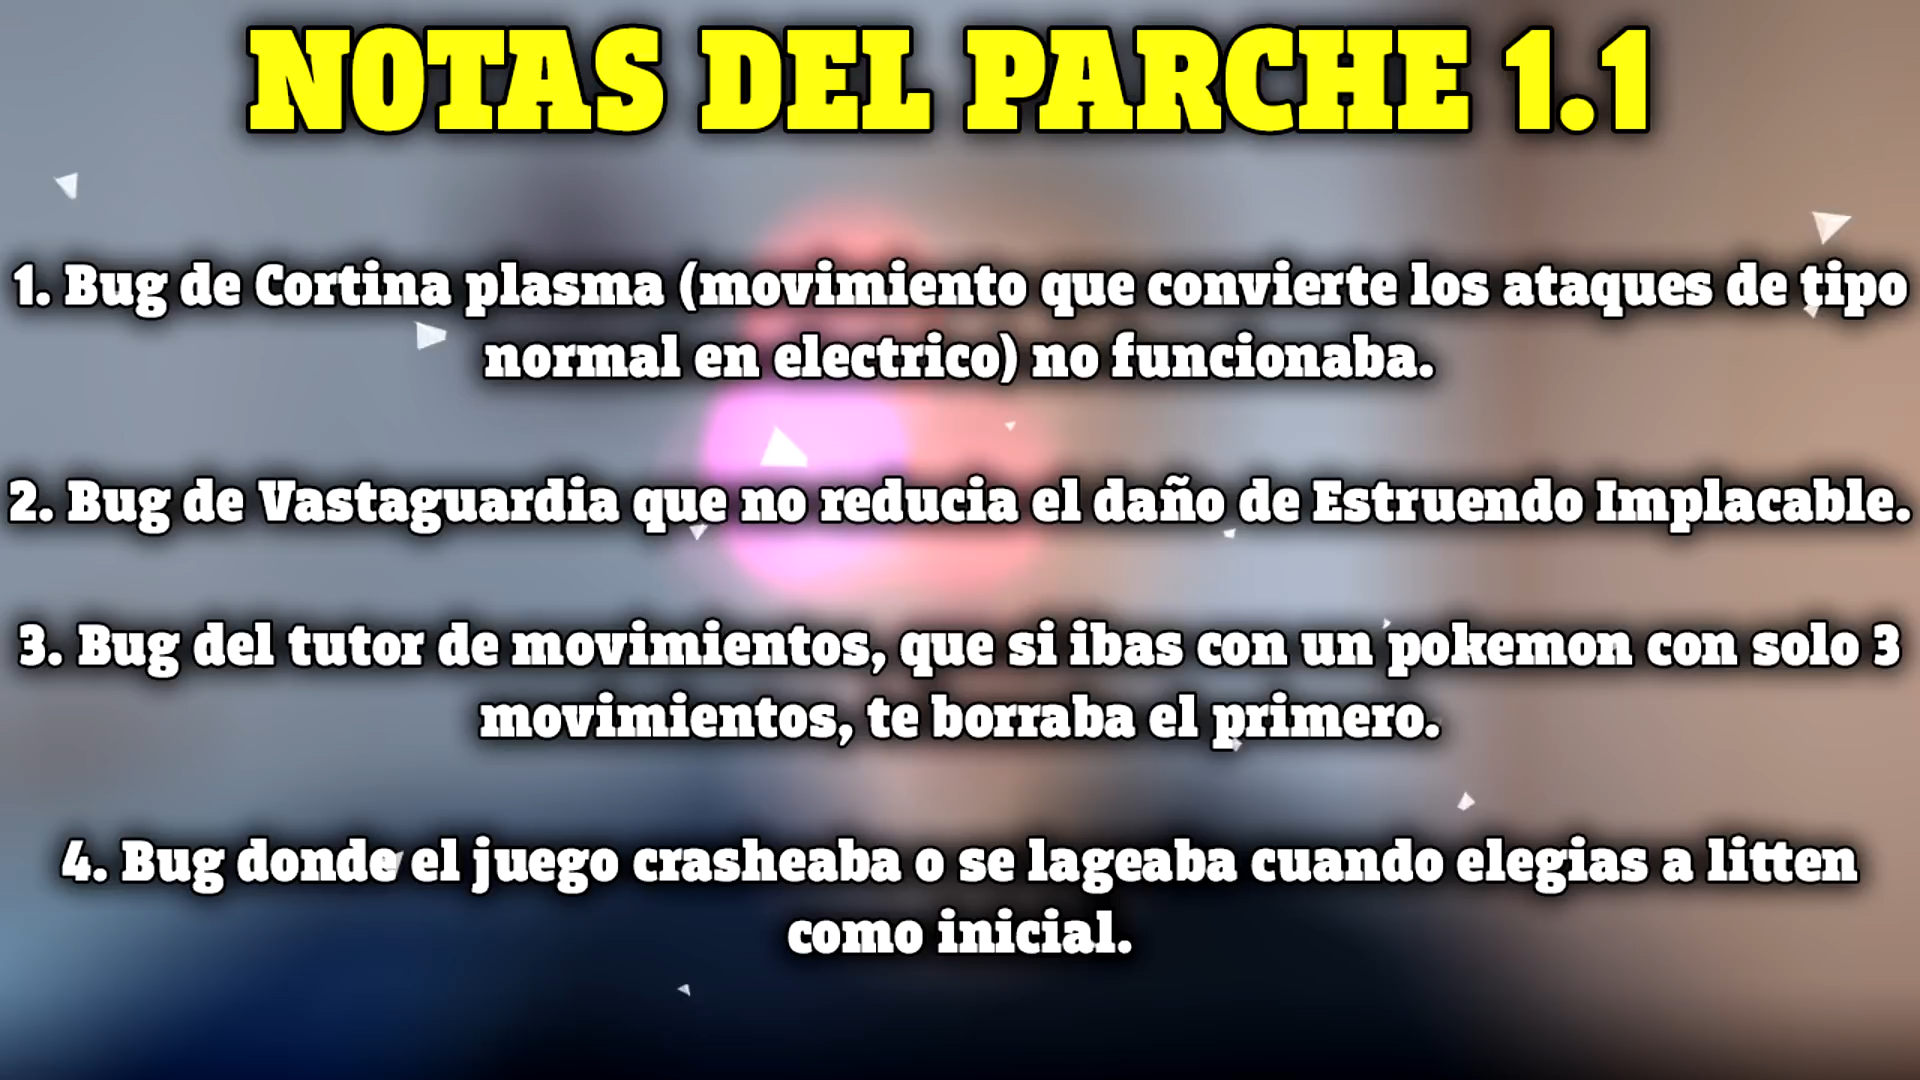 NOTAS DEL PARCHE 1.1
1. Bug de Cortina plasma (movimiento que convierte los ataques de tipo
normal en electrico) no funcionaba.
2. Bug de Vastaguardia que no reducia el daño de Estruendo Implacable.
3. Bug del tutor de movimientos, que si ibas con un pokemon con solo 3
movimientos, te borraba el primero.
4. Bug donde el juego crasheaba o se lageaba cuando elegias a litten
como inicial.